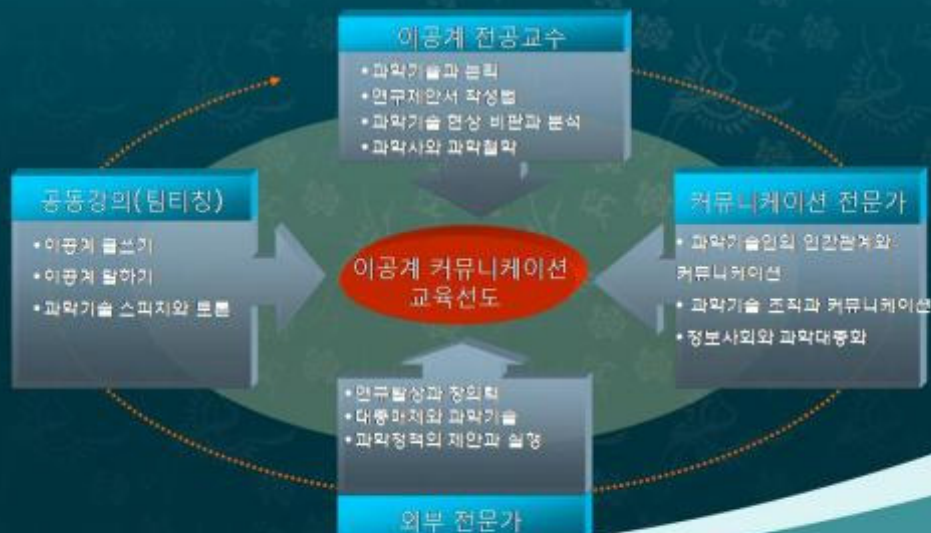 이공계 전공교수
• 과학기술과 논리
• 연구제안서 작성법
• 과학기술 현상 비판과 분석
• 과학사와 과학철학
공동강의(팀티칭)
• 이공계 글쓰기
• 이공계 말하기
• 과학기술 스피치와 토론
이공계 커뮤니케이션
교육선도
커뮤니케이션 전문가
• 과학기술인의 인간관계와
커뮤니케이션
• 과학기술 조직과 커뮤니케이션
• 정보사회와 과학대중화
• 연구발상과 창의력
• 대중매체와 과학기술
• 과학정책의 제안과 실행
외부 전문가